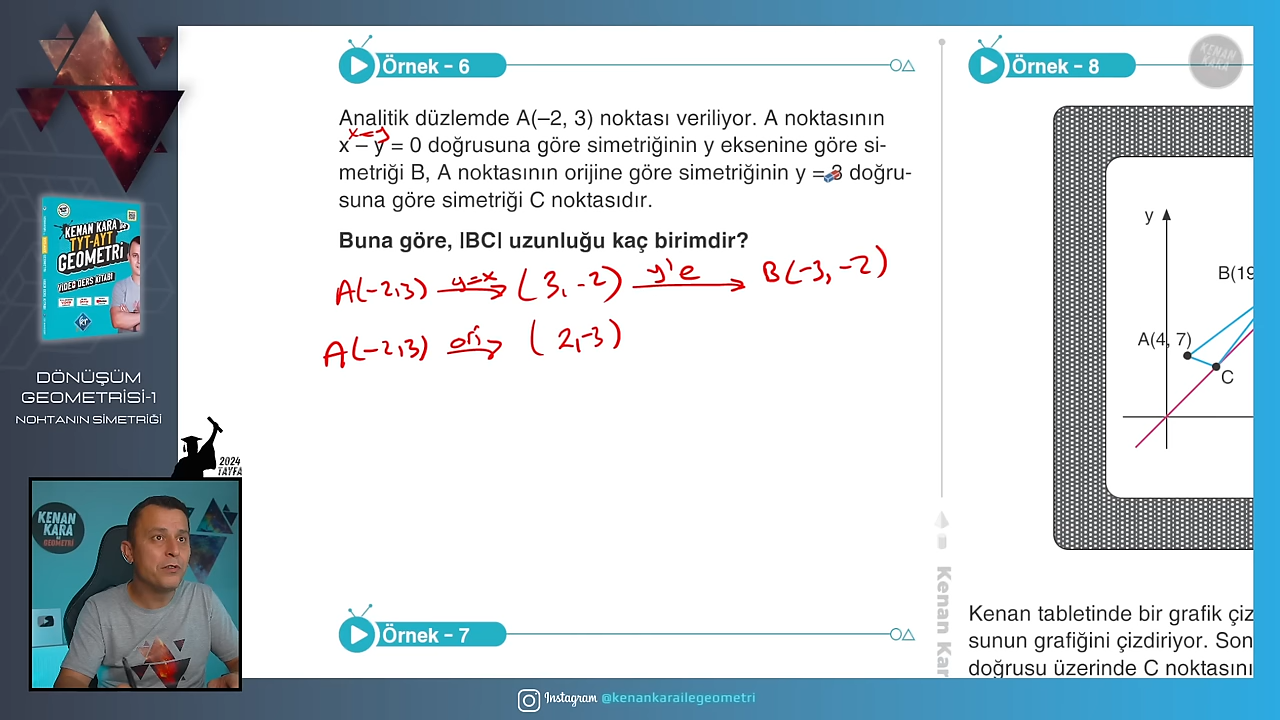 Örnek – 6
Analitik düzlemde A(–2, 3) noktası veriliyor. A noktasının
x=y
x – y = 0 doğrusuna göre simetriğinin y eksenine göre si-
metriği B, A noktasının orijine göre simetriğinin y = 3 doğru-
suna göre simetriği C noktasıdır.
Buna göre, |BC| uzunluğu kaç birimdir?
A(-2,3) y=x (3,-2) y'e B(-3,-2)
A(-2,3) ori (2,-3)
Örnek – 7
Örnek – 8
KENAN
KARA
y
B(19
A(4, 7)
C
Kenan tabletinde bir grafik çiz
sunun grafiğini çizdiriyor. Son
doğrusu üzerinde C noktasını
Kenan Kar
KENAN KARA
TYT-AYT
GEOMETRİ
VİDEO DERS KİTABI
DÖNÜŞÜM
GEOMETRİSİ-1
NOKTANIN SİMETRİĞİ
2024
TAYFA
KENAN
KARA
GEOMETRİ
Instagram @kenankarailegeometri